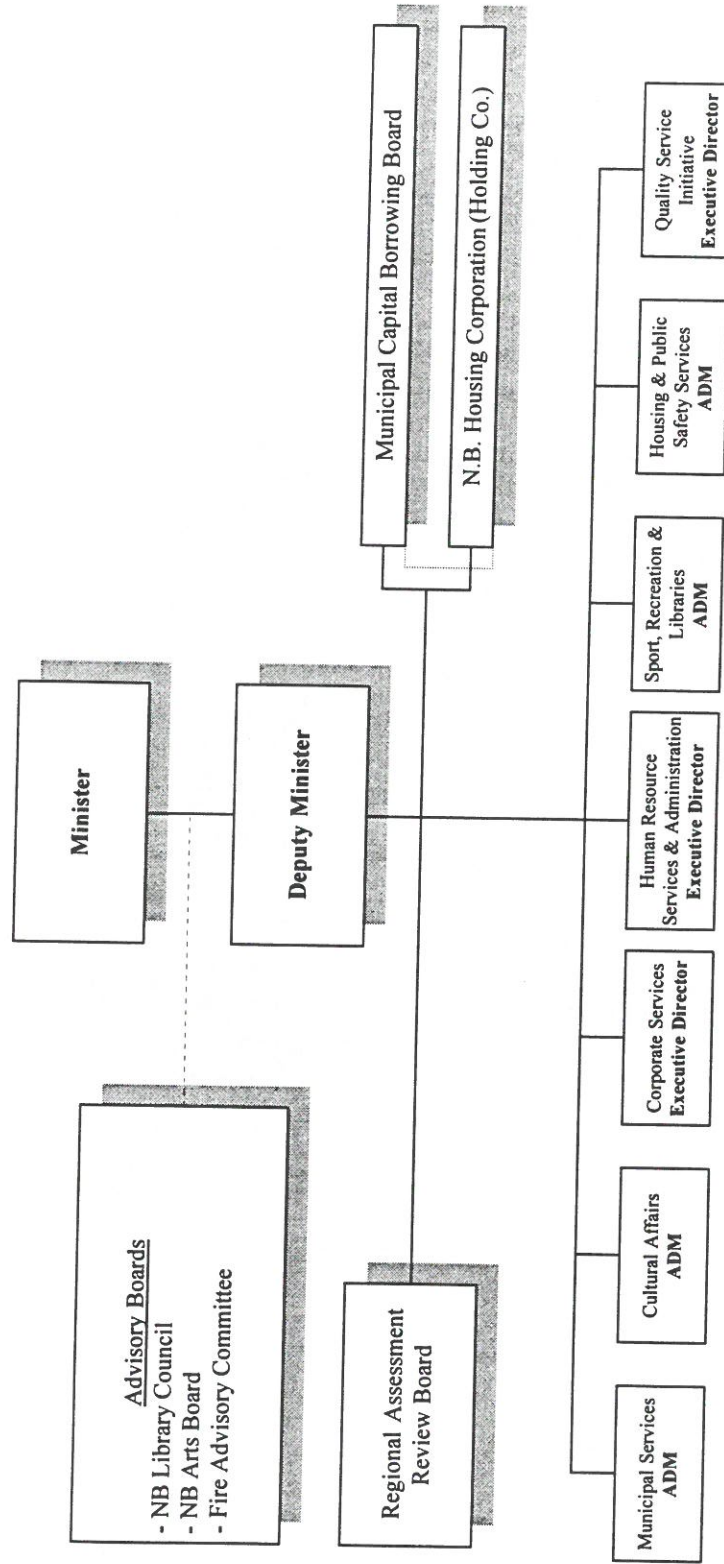 Minister
Deputy Minister
Advisory Boards
- NB Library Council
- NB Arts Board
- Fire Advisory Committee
Municipal Capital Borrowing Board
N.B. Housing Corporation (Holding Co.)
Regional Assessment
Review Board
Municipal Services
ADM
Cultural Affairs
ADM
Corporate Services
Executive Director
Human Resource
Services & Administration
Executive Director
Sport, Recreation &
Libraries
ADM
Housing & Public
Safety Services
ADM
Quality Service
Initiative
Executive Director